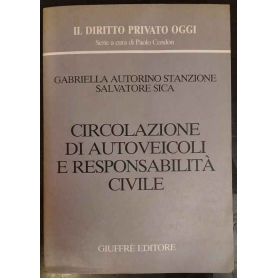 IL DIRITTO PRIVATO OGGI
Serie a cura di Paolo Cendon
GABRIELLA AUTORINO STANZIONE
SALVATORE SICA
CIRCOLAZIONE
DI AUTOVEICOLI
E RESPONSABILITÀ
CIVILE
GIUFFRÈ EDITORE